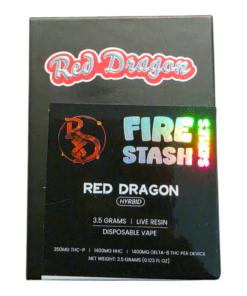 Red Dragon
RD
FIRE
STASH
SERIES
RED DRAGON
HYRBID
3.5 GRAMS | LIVE RESIN
DISPOSABLE VAPE
350MG THC-P | 1400MG HHC | 1400MG DELTA-8 THC PER DEVICE
NET WEIGHT: 3.5 GRAMS (0.123 FL OZ)